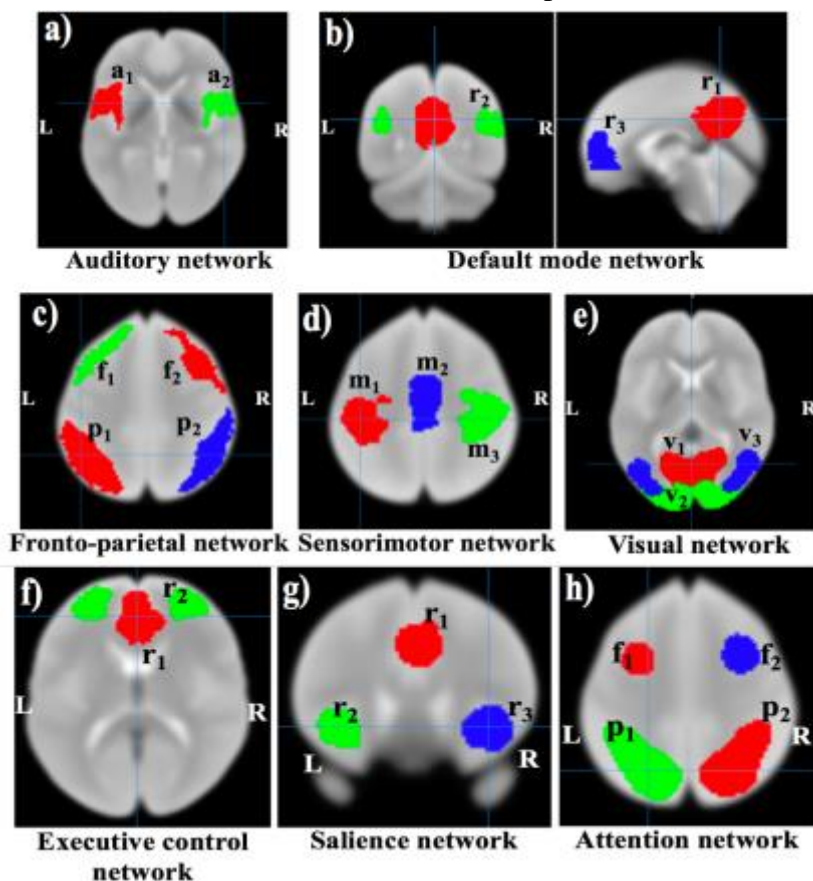 a)
a1
a2
L
R
Auditory network
b)
r2
L
R
r1
r3
Default mode network
c)
f1
f2
L
R
p1
p2
Fronto-parietal network
d)
m1
m2
L
R
m3
Sensorimotor network
e)
L
R
v1
v3
v2
Visual network
f)
r2
r1
L
R
Executive control
network
g)
r1
r2
r3
L
R
Salience network
h)
f1
f2
p1
p2
L
R
Attention network